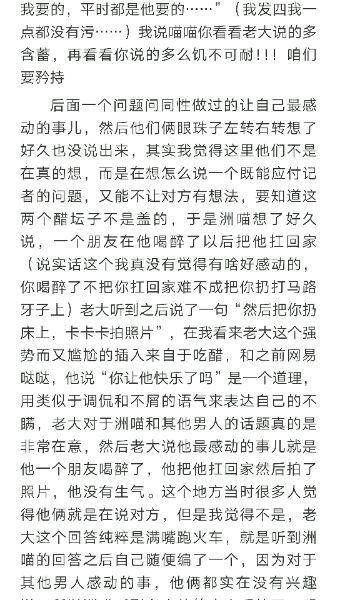 我要的，平时都是他要的……”（我发四我一
点都没有污……）我说喵喵你看看老大说的多
含蓄，再看看你说的多么饥不可耐!!! 咱们
要矜持
后面一个问题问同性做过的让自己最感
动的事儿，然后他们俩眼珠子左转右转想了
好久也没说出来，其实我觉得这里他们不是
在真的想，而是在想怎么说一个既能应付记
者的问题，又能不让对方有想法，要知道这
两个醋坛子不是盖的，于是洲喵想了好久
说，一个朋友在他喝醉了以后把他扛回家
（说实话这个我真没有觉得有啥好感动的，
你喝醉了不把你扛回家难不成把你扔打马路
牙子上）老大听到之后说了一句“然后把你扔
床上，卡卡卡拍照片”，在我看来老大这个强
势而又尴尬的插入来自于吃醋，和之前网易
哒哒，他说“你让他快乐了吗”是一个道理，
用类似于调侃和不屑的语气来表达自己的不
瞒，老大对于洲喵和其他男人的话题真的是
非常在意，然后老大说他最感动的事儿就是
他一个朋友喝醉了，他把他扛回家然后拍了
照片，他没有生气。这个地方当时很多人觉
得他俩就是在说对方，但是我觉得不是，老
大这个回答纯粹是满嘴跑火车，就是听到洲
喵的回答之后自己随便编了一个，因为对于
其他男人感动的事，他俩都实在没有兴趣